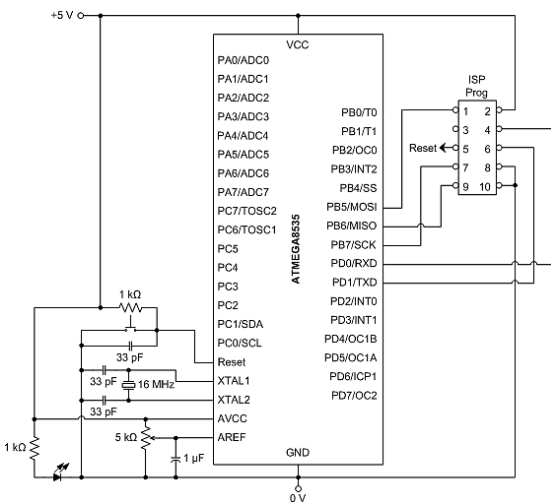 +5 V
VCC
PA0/ADC0
PA1/ADC1
PA2/ADC2
PA3/ADC3
PA4/ADC4
PA5/ADC5
PA6/ADC6
PA7/ADC7
PC7/TOSC2
PC6/TOSC1
PC5
PC4
PC3
PC2
PC1/SDA
PC0/SCL
Reset
XTAL1
XTAL2
AVCC
AREF
GND
0 V
ATMEGA8535
PB0/T0
PB1/T1
PB2/OC0
PB3/INT2
PB4/SS
PB5/MOSI
PB6/MISO
PB7/SCK
PD0/RXD
PD1/TXD
PD2/INT0
PD3/INT1
PD4/OC1B
PD5/OC1A
PD6/ICP1
PD7/OC2
ISP
Prog
1 2
3 4
Reset 5 6
7 8
9 10
1 kΩ
33 pF
33 pF
16 MHz
33 pF
5 kΩ
1 kΩ
1 µF